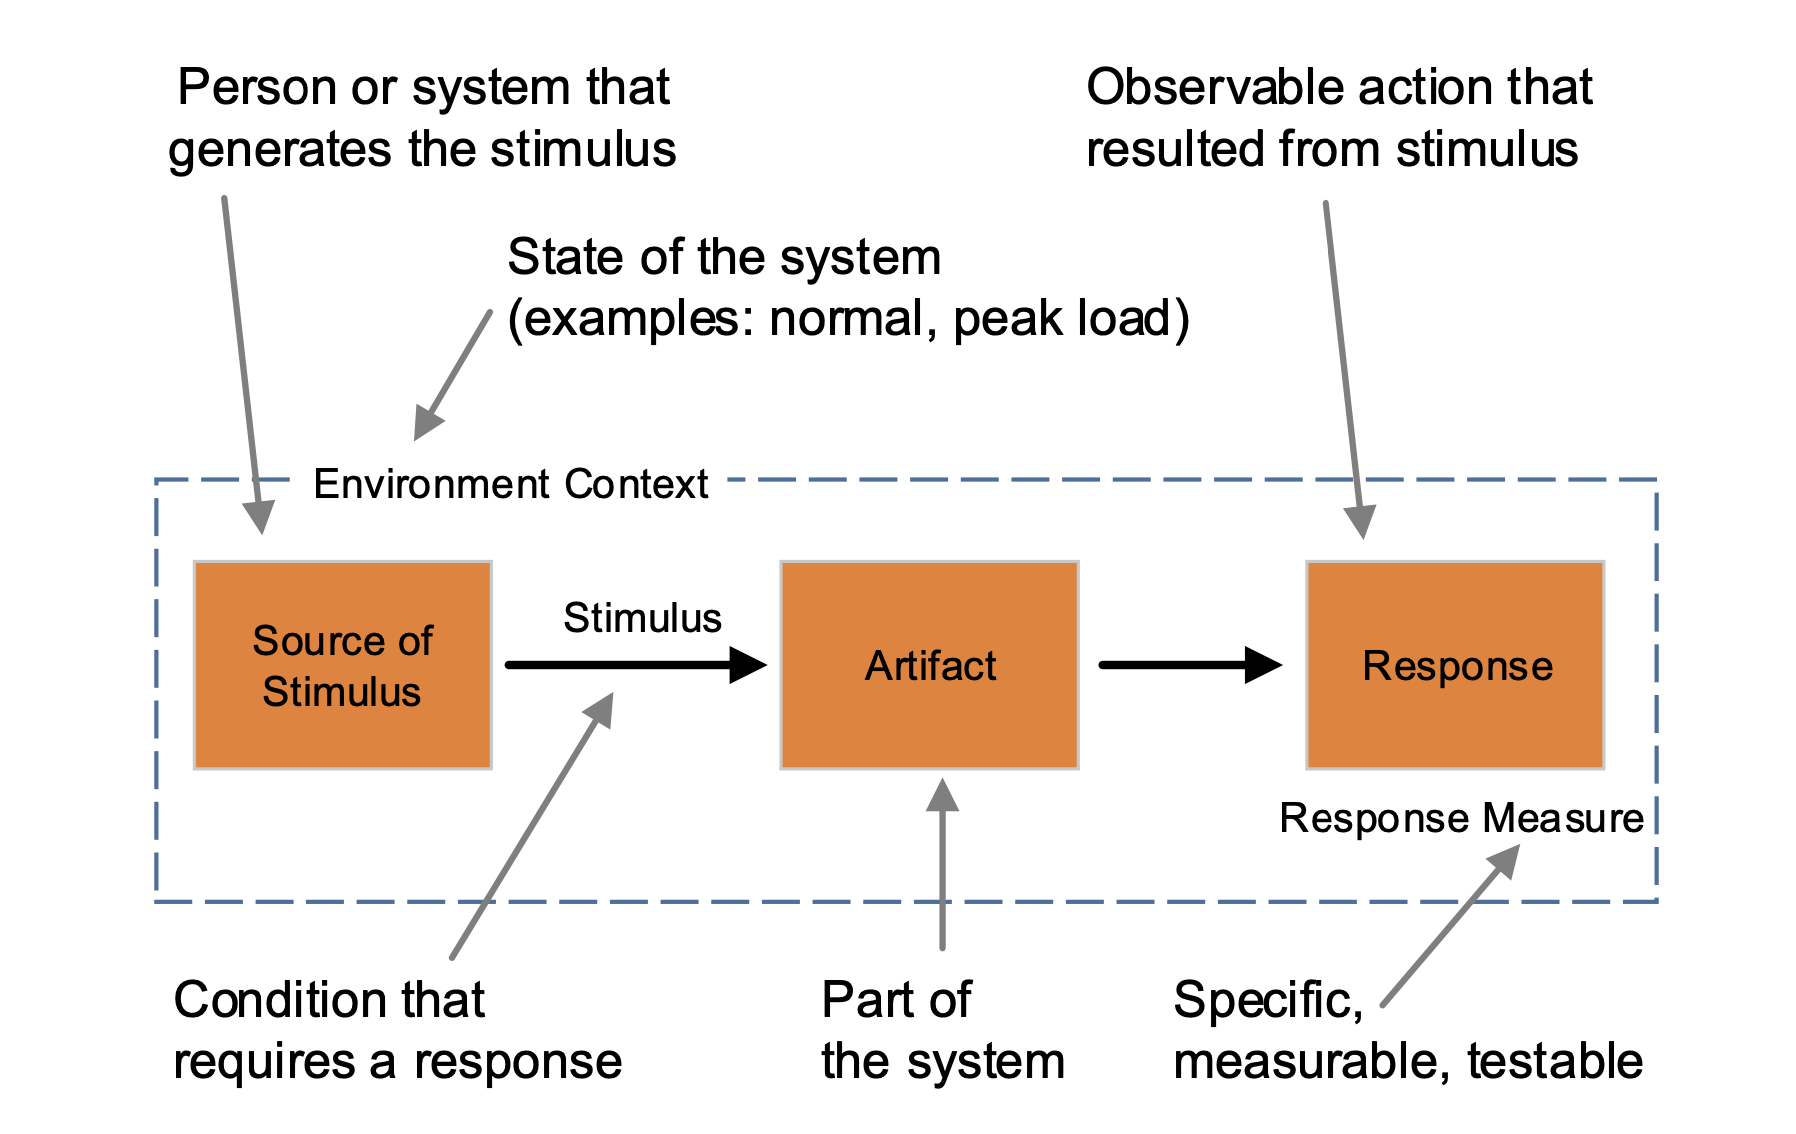 Person or system that
generates the stimulus
Observable action that
resulted from stimulus
State of the system
(examples: normal, peak load)
Environment Context
Source of
Stimulus
Stimulus
Artifact
Response
Response Measure
Condition that
requires a response
Part of
the system
Specific,
measurable, testable